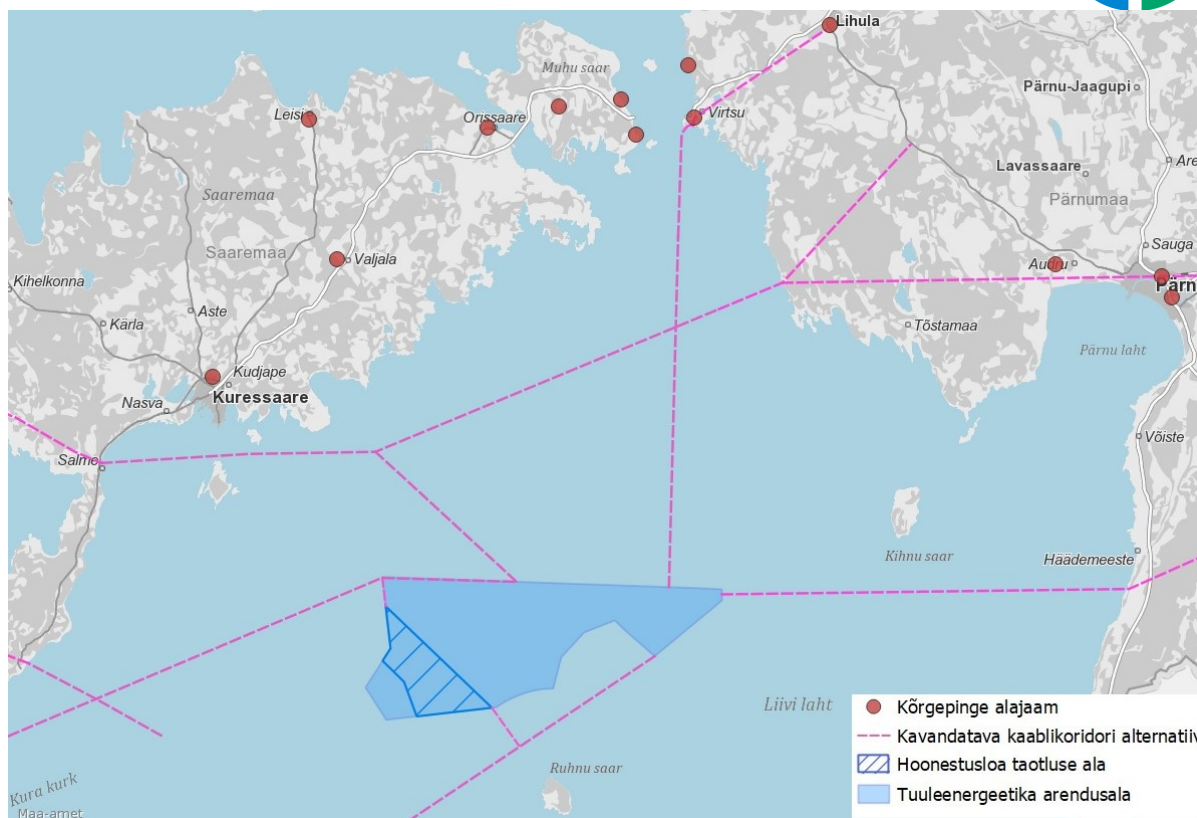 Lihula
Muhu saar
Pärnu-Jaagupi
Leisi
Orissaare
Virtsu
Lavassaare
Are
Saaremaa
Pärnumaa
Saaremaa
Valjala
Sauga
Audru
Kihelkonna
Pärn
Aste
Kärla
Tõstamaa
Pärnu laht
Kudjape
Kuressaare
Nasva
Võiste
Salme
Kihnu saar
Häädemeeste
Liivi laht
Kõrgepinge alajaam
Kavandatava kaablikoridori alternatiiv
Hoonestusloa taotluse ala
Tuuleenergeetika arendusala
Ruhnu saar
Kura kurk
Maa-amet